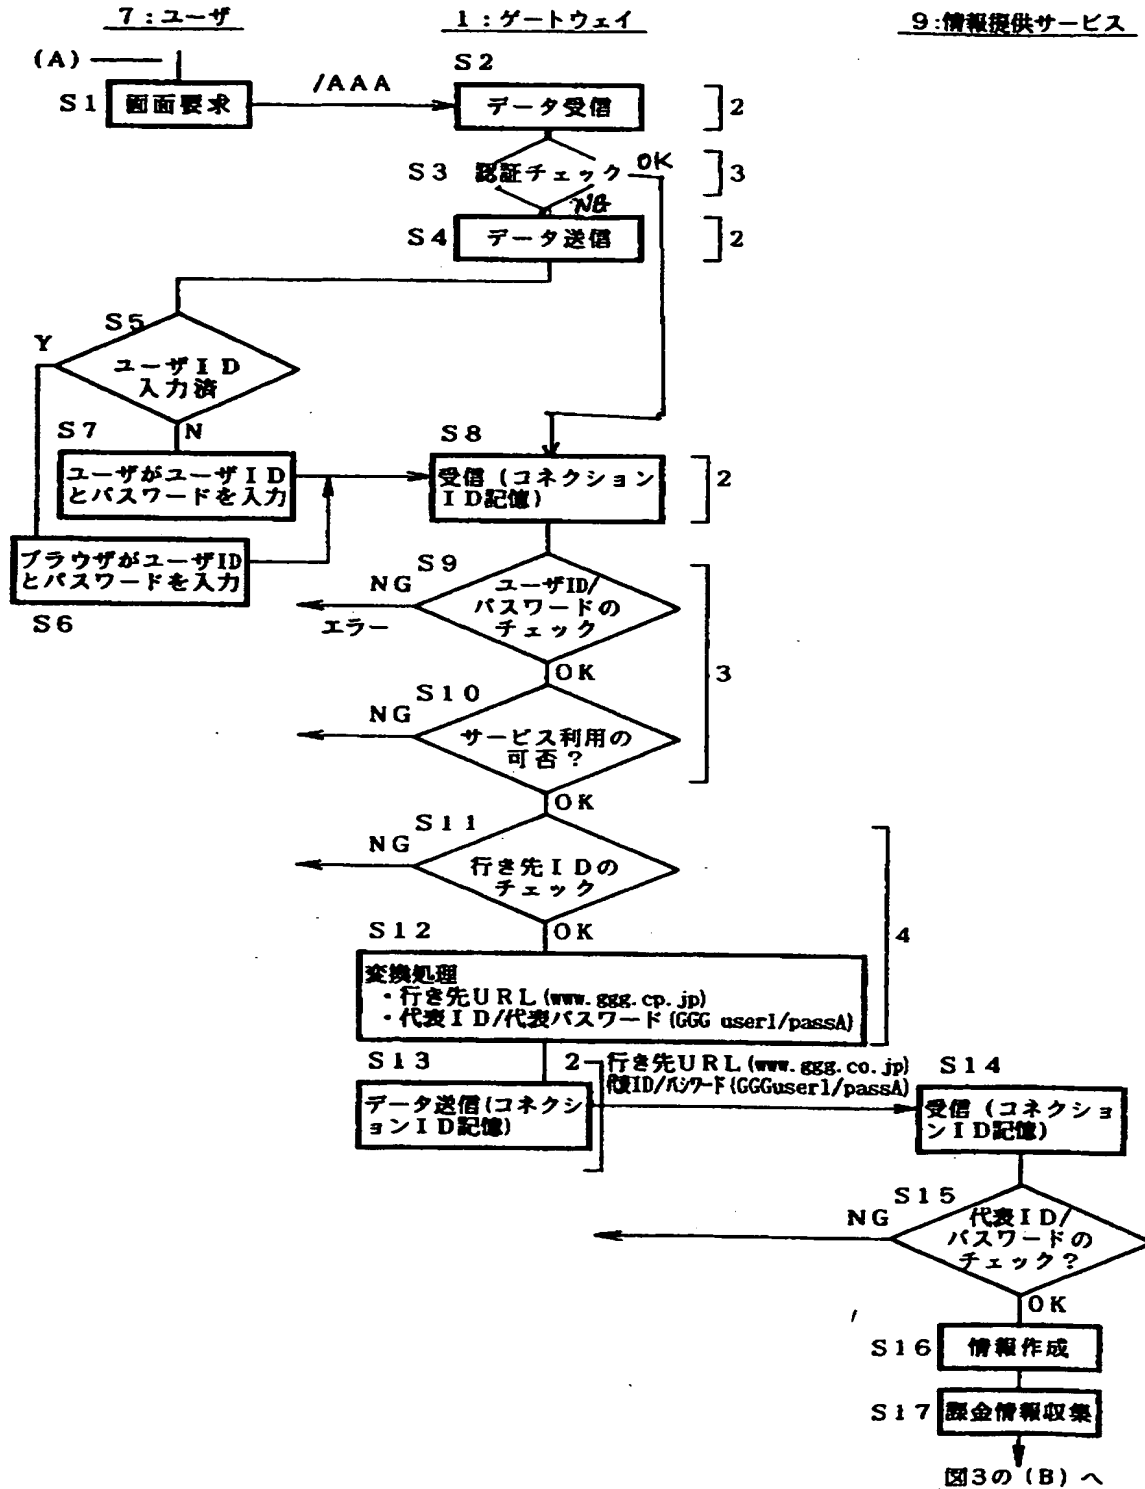 7:ユーザ
1:ゲートウェイ
9:情報提供サービス
(A)
S1
画面要求
/AAA
S2
データ受信
2
S3
認証チェック
OK
3
NG
S4
データ送信
2
S5
Y
ユーザID
入力済
N
S7
ユーザがユーザID
とパスワードを入力
S8
受信(コネクション
ID記憶)
2
ブラウザがユーザID
とパスワードを入力
S6
S9
NG
エラー
ユーザID/
パスワードの
チェック
OK
3
S10
NG
サービス利用の
可否?
OK
S11
NG
行き先IDの
チェック
OK
4
S12
変換処理
・行き先URL(www.ggg.cp.jp)
・代表ID/代表パスワード(GGG user1/passA)
S13
2
行き先URL(www.ggg.co.jp)
代表ID/パスワード(GGGuser1/passA)
データ送信(コネクシ
ョンID記憶)
S14
受信(コネクショ
ンID記憶)
S15
NG
代表ID/
パスワードの
チェック?
OK
S16
情報作成
S17
課金情報収集
図3の(B)へ